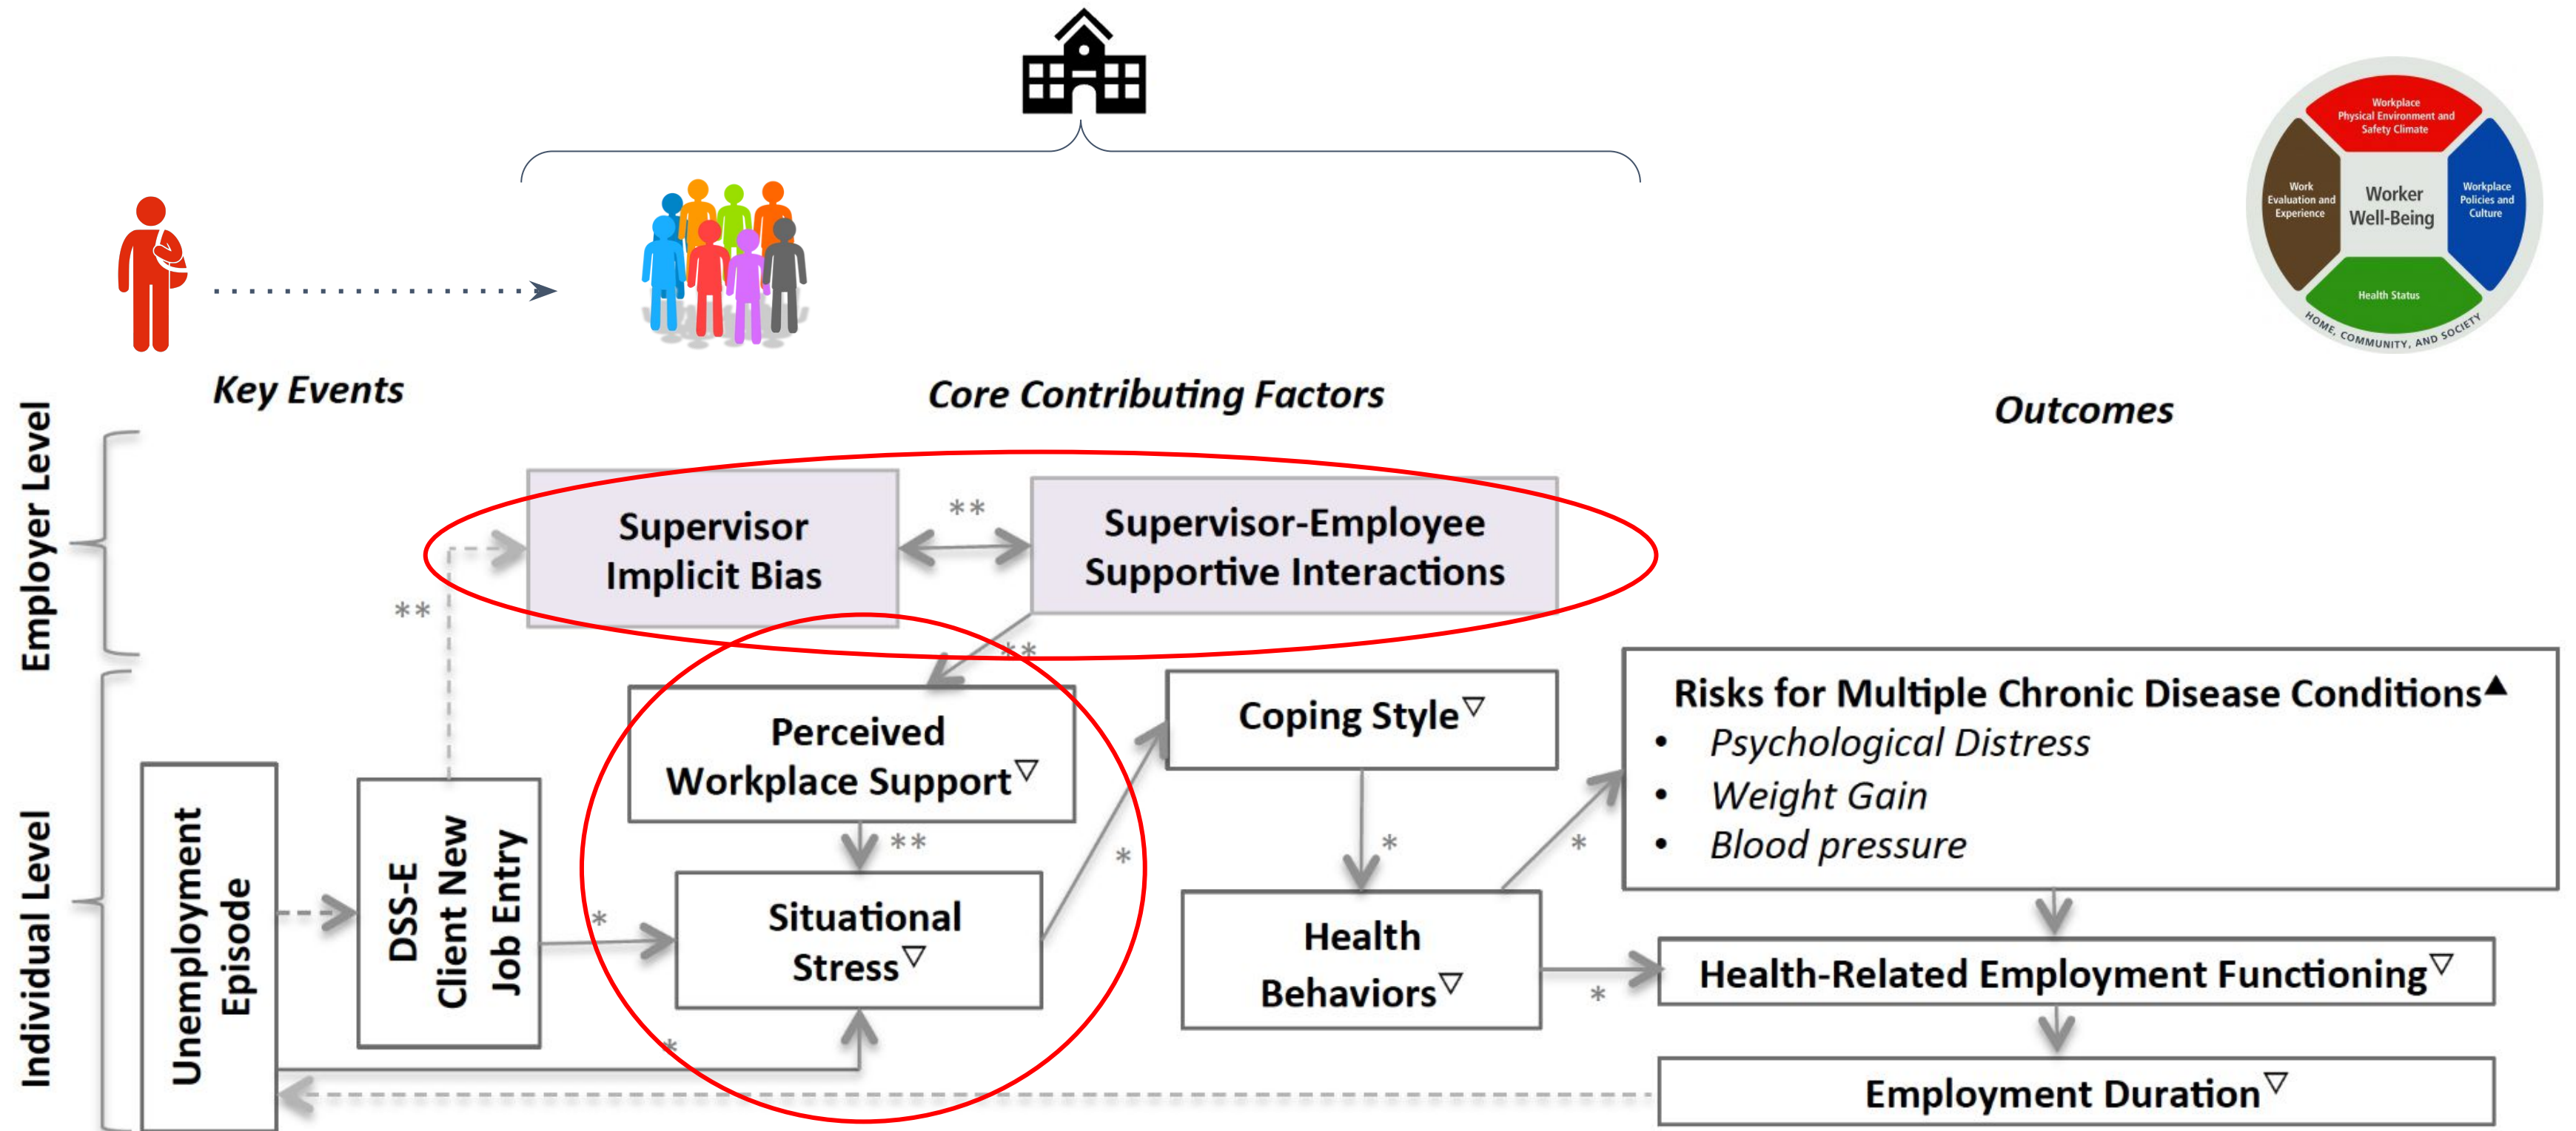 Workplace
Physical Environment and
Safety Climate
Work
Evaluation and
Experience
Worker
Well-Being
Workplace
Policies and
Culture
Health Status
HOME, COMMUNITY, AND SOCIETY
Key Events
Core Contributing Factors
Outcomes
Employer Level
Supervisor
Implicit Bias
**
Supervisor-Employee
Supportive Interactions
**
**
Individual Level
Unemployment
Episode
DSS-E
Client New
Job Entry
*
Perceived
Workplace Support▽
**
Situational
Stress▽
*
*
Coping Style▽
*
Health
Behaviors▽
*
*
Risks for Multiple Chronic Disease Conditions▲
• Psychological Distress
• Weight Gain
• Blood pressure
Health-Related Employment Functioning▽
Employment Duration▽